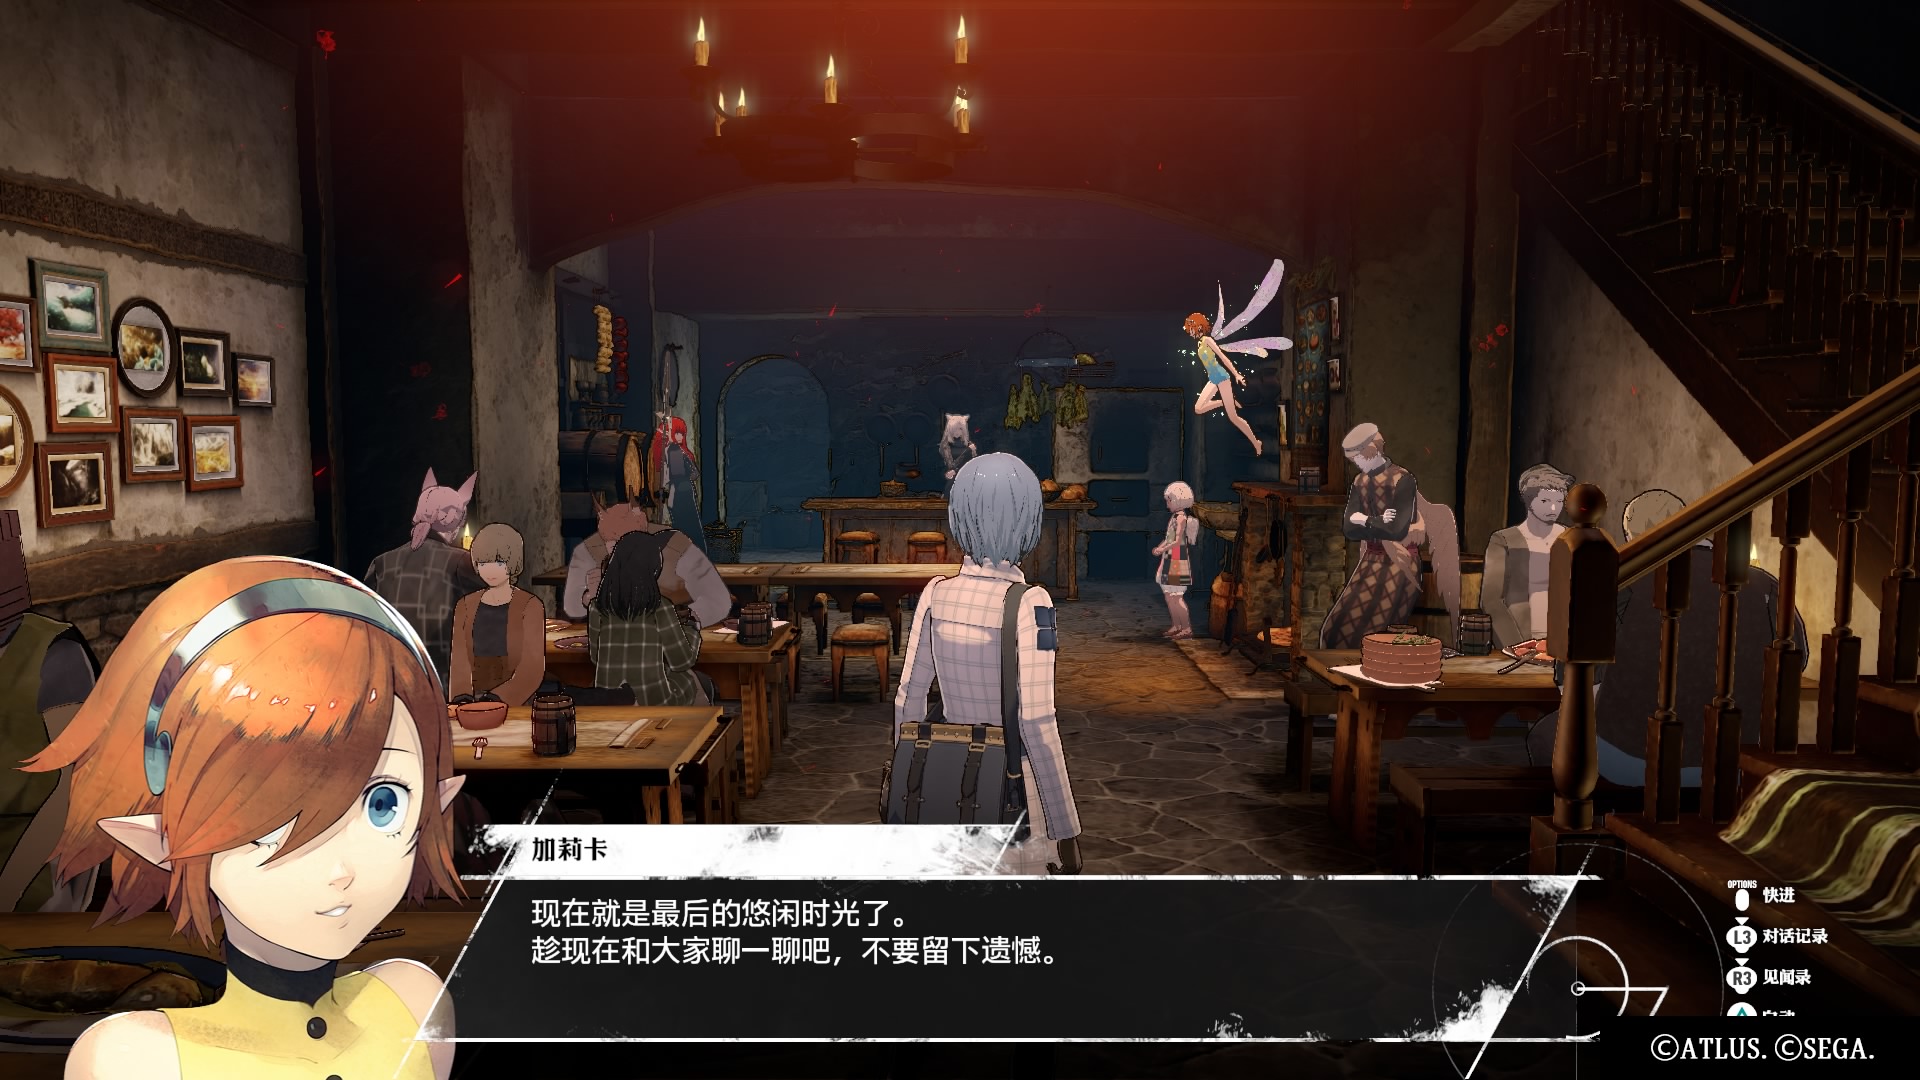 加莉卡
现在就是最后的悠闲时光了。
趁现在和大家聊一聊吧，不要留下遗憾。
OPTIONS 快进
L3 对话记录
R3 见闻录
©ATLUS. ©SEGA.